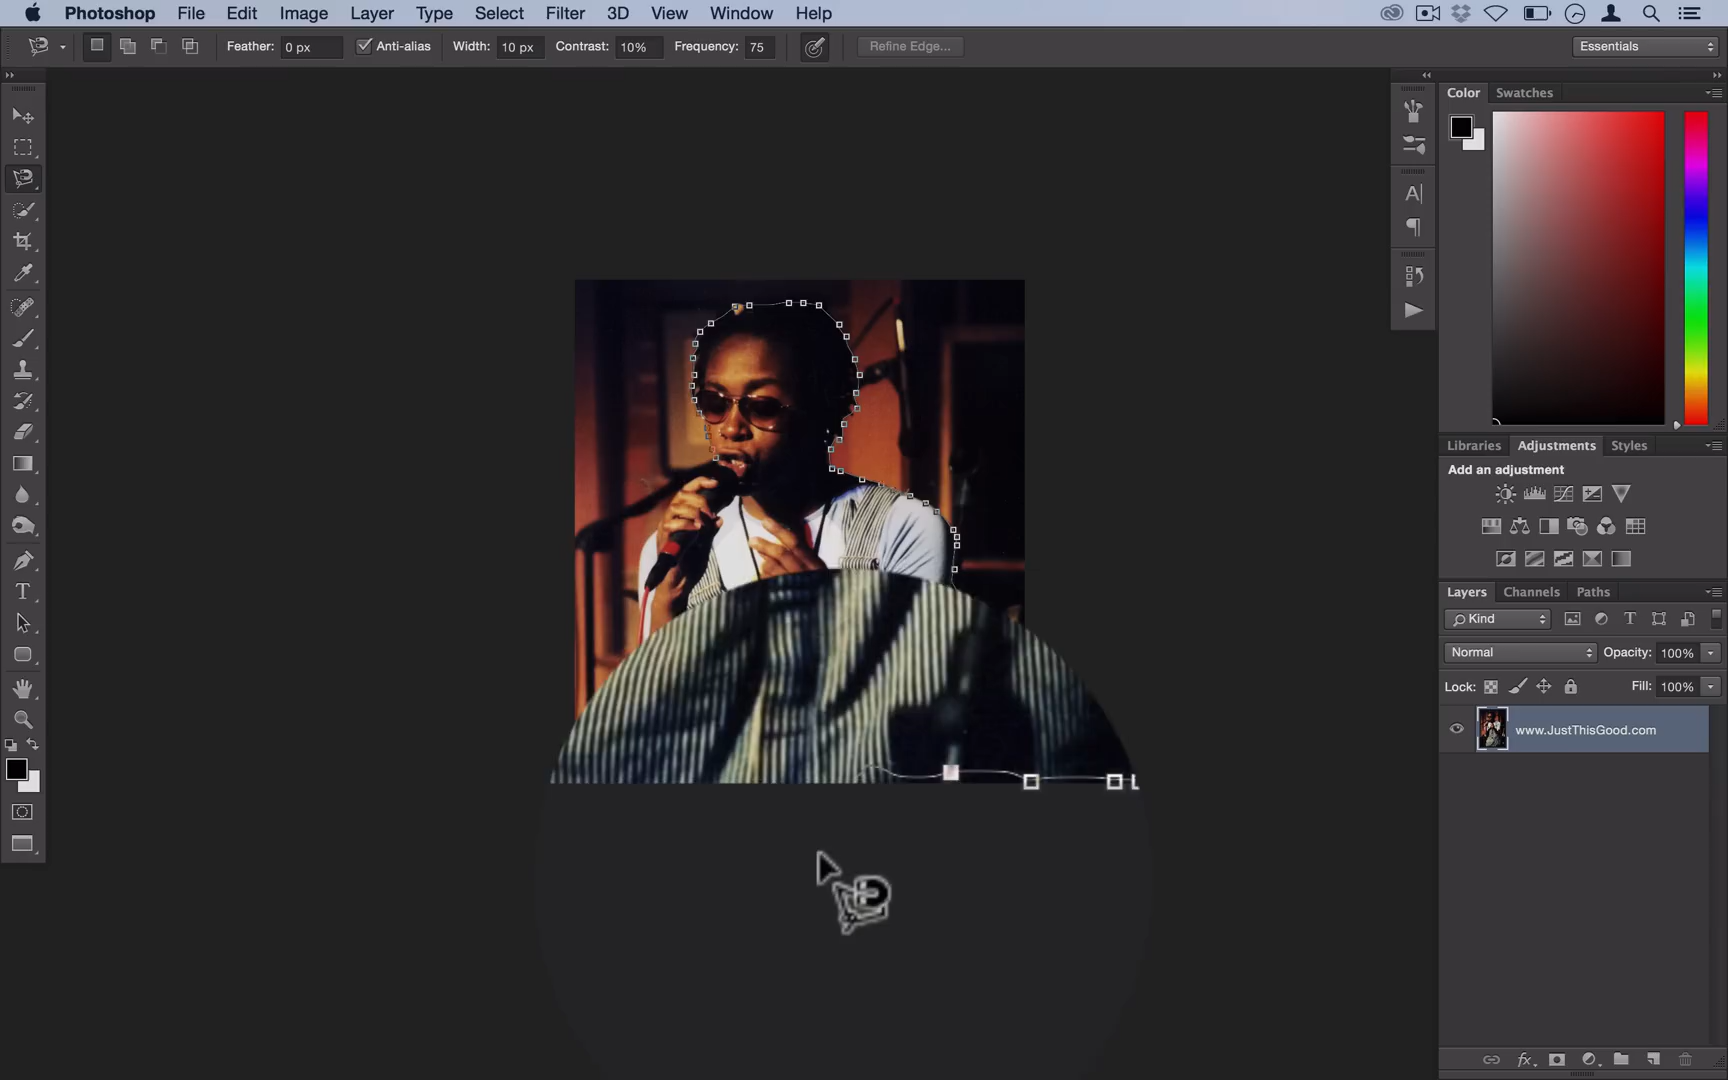 Photoshop File Edit Image Layer Type Select Filter 3D View Window Help
Feather: 0 px Anti-alias Width: 10 px Contrast: 10% Frequency: 75 Refine Edge... Essentials
Color Swatches
Libraries Adjustments Styles
Add an adjustment
Layers Channels Paths
Kind
Normal Opacity: 100%
Lock: Fill: 100%
www.JustThisGood.com